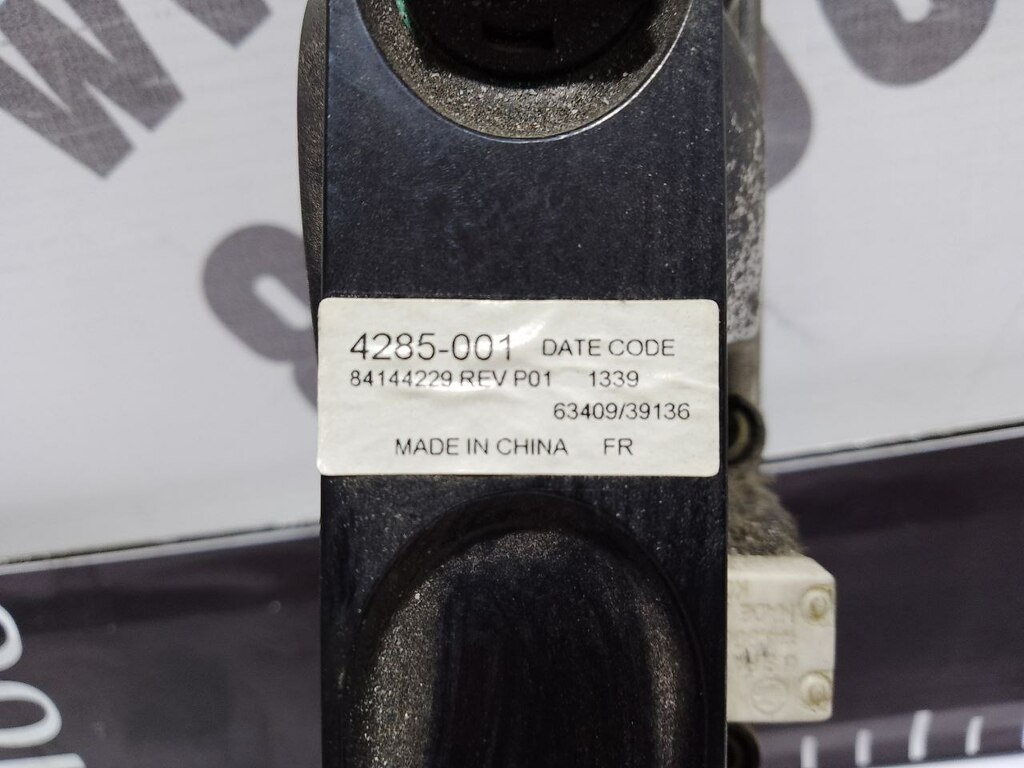 4285-001 DATE CODE
84144229 REV P01 1339
63409/39136
MADE IN CHINA FR